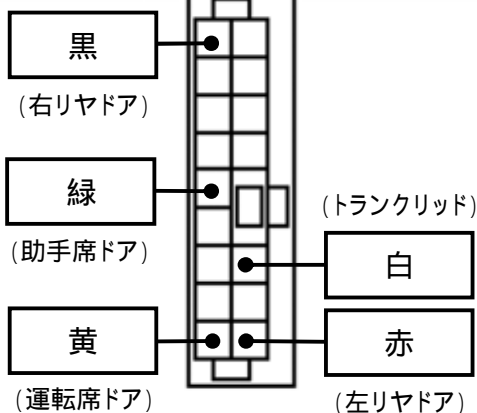 黒
(右リヤドア)
緑
(助手席ドア)
黄
(運転席ドア)
(トランクリッド)
白
赤
(左リヤドア)